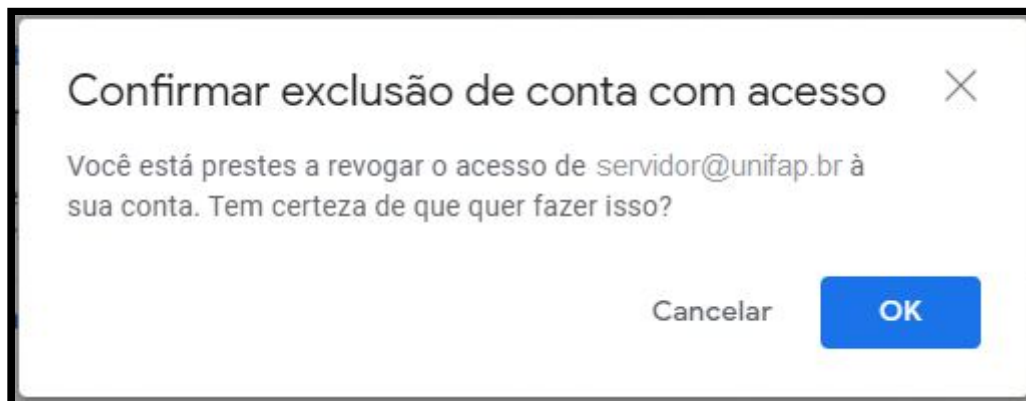 Confirmar exclusão de conta com acesso
Você está prestes a revogar o acesso de servidor@unifap.br à
sua conta. Tem certeza de que quer fazer isso?
Cancelar
OK